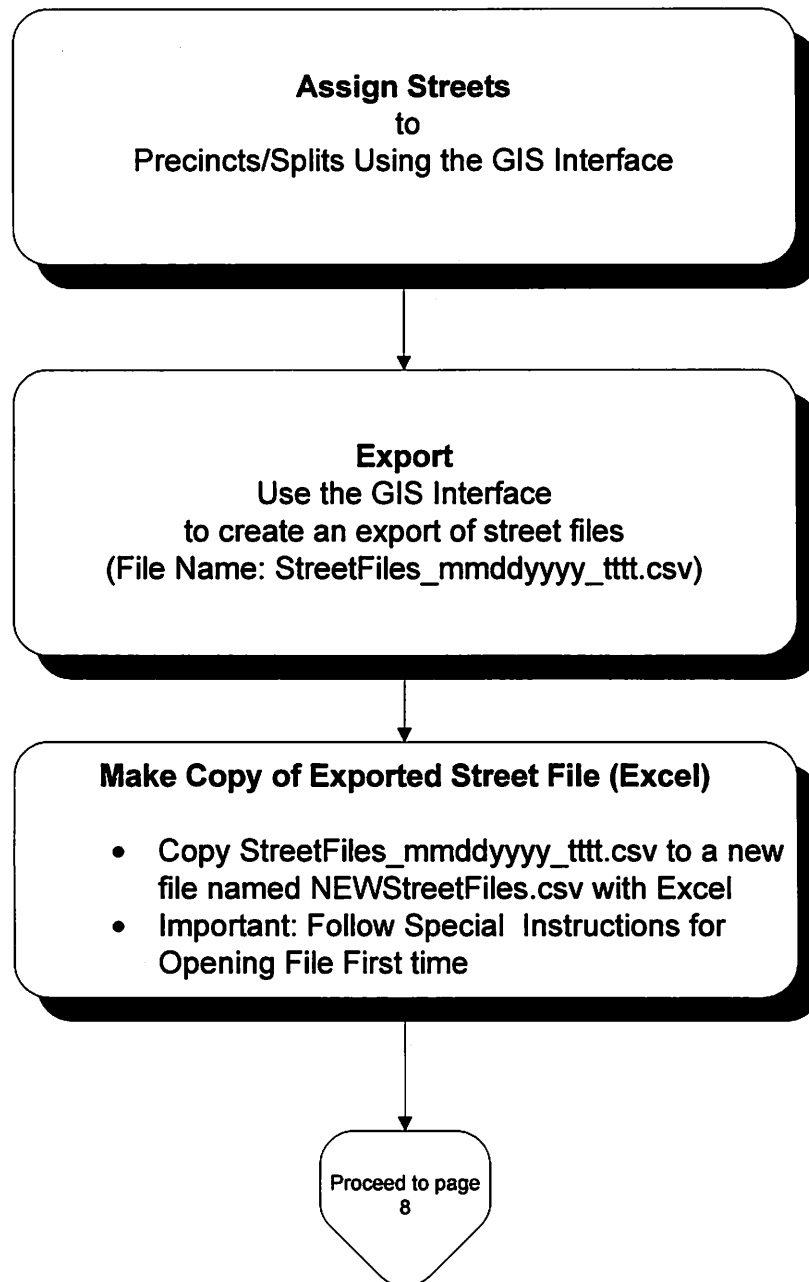 Assign Streets
to
Precincts/Splits Using the GIS Interface
Export
Use the GIS Interface
to create an export of street files
(File Name: StreetFiles_mmddyyyy_tttt.csv)
Make Copy of Exported Street File (Excel)
• Copy StreetFiles_mmddyyyy_tttt.csv to a new
file named NEWStreetFiles.csv with Excel
• Important: Follow Special Instructions for
Opening File First time
Proceed to page
8